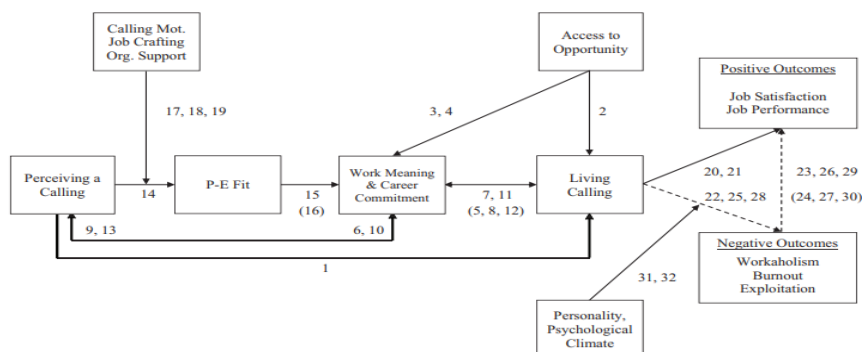 Calling Mot.
Job Crafting
Org. Support
Access to
Opportunity
Positive Outcomes
Job Satisfaction
Job Performance
17, 18, 19
3, 4
2
Perceiving a
Calling
14
P-E Fit
15
(16)
Work Meaning
& Career
Commitment
7, 11
(5, 8, 12)
Living
Calling
20, 21
22, 25, 28
23, 26, 29
(24, 27, 30)
9, 13
6, 10
1
Negative Outcomes
Workaholism
Burnout
Exploitation
31, 32
Personality,
Psychological
Climate